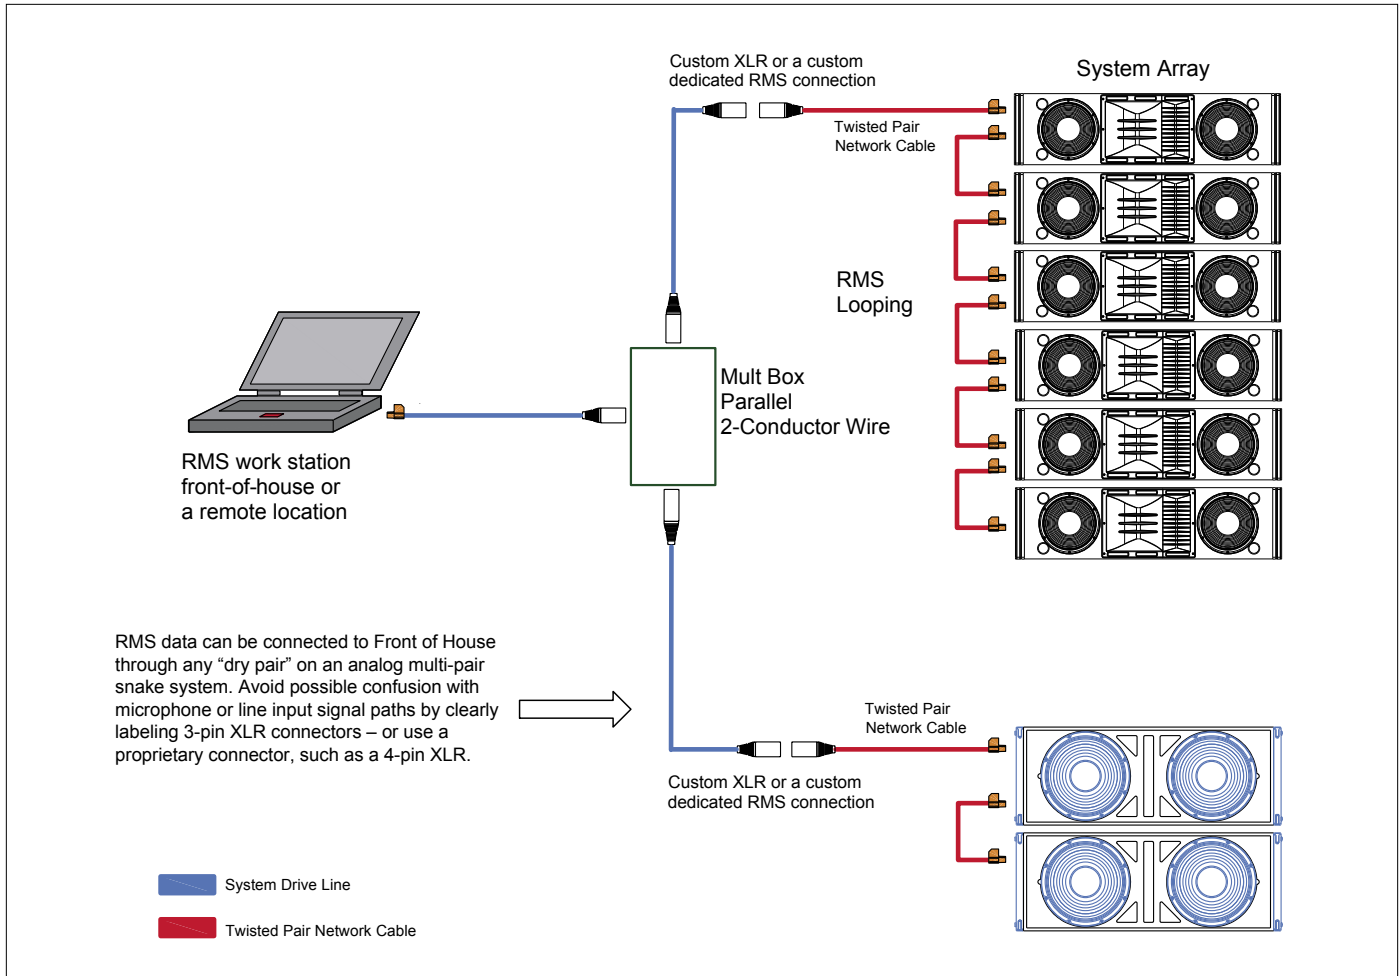 Custom XLR or a custom
dedicated RMS connection
System Array
Twisted Pair
Network Cable
RMS
Looping
Mult Box
Parallel
2-Conductor Wire
RMS work station
front-of-house or
a remote location
RMS data can be connected to Front of House
through any “dry pair” on an analog multi-pair
snake system. Avoid possible confusion with
microphone or line input signal paths by clearly
labeling 3-pin XLR connectors – or use a
proprietary connector, such as a 4-pin XLR.
Twisted Pair
Network Cable
Custom XLR or a custom
dedicated RMS connection
System Drive Line
Twisted Pair Network Cable